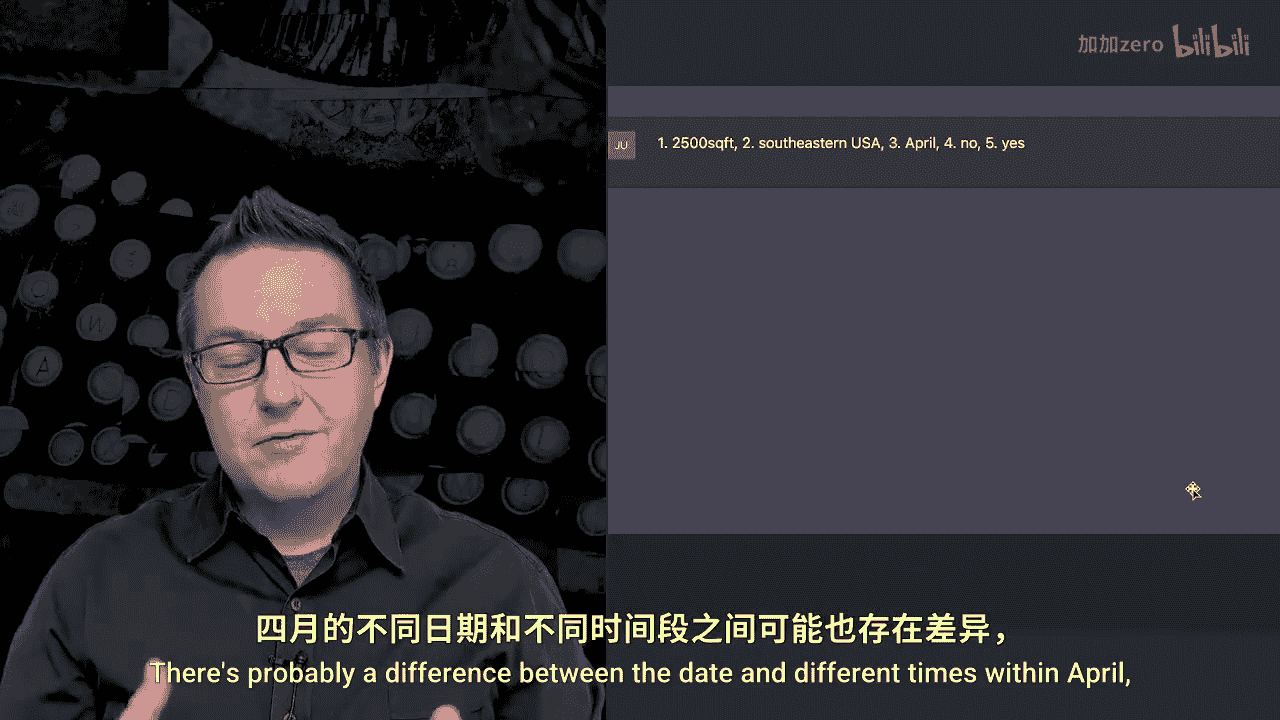 加加zero bilibili
JU 1. 2500sqft, 2. southeastern USA, 3. April, 4. no, 5. yes
四月的不同日期和不同时间段之间可能也存在差异，
There's probably a difference between the date and different times within April,